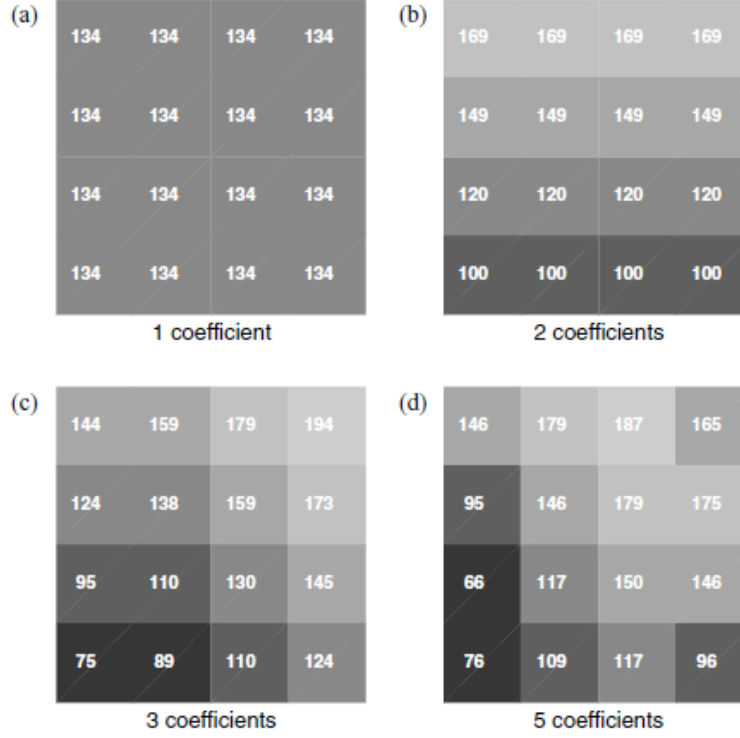 (a)
134 134 134 134
134 134 134 134
134 134 134 134
134 134 134 134
1 coefficient
(b)
169 169 169 169
149 149 149 149
120 120 120 120
100 100 100 100
2 coefficients
(c)
144 159 179 194
124 138 159 173
95 110 130 145
75 89 110 124
3 coefficients
(d)
146 179 187 165
95 146 179 175
66 117 150 146
76 109 117 96
5 coefficients